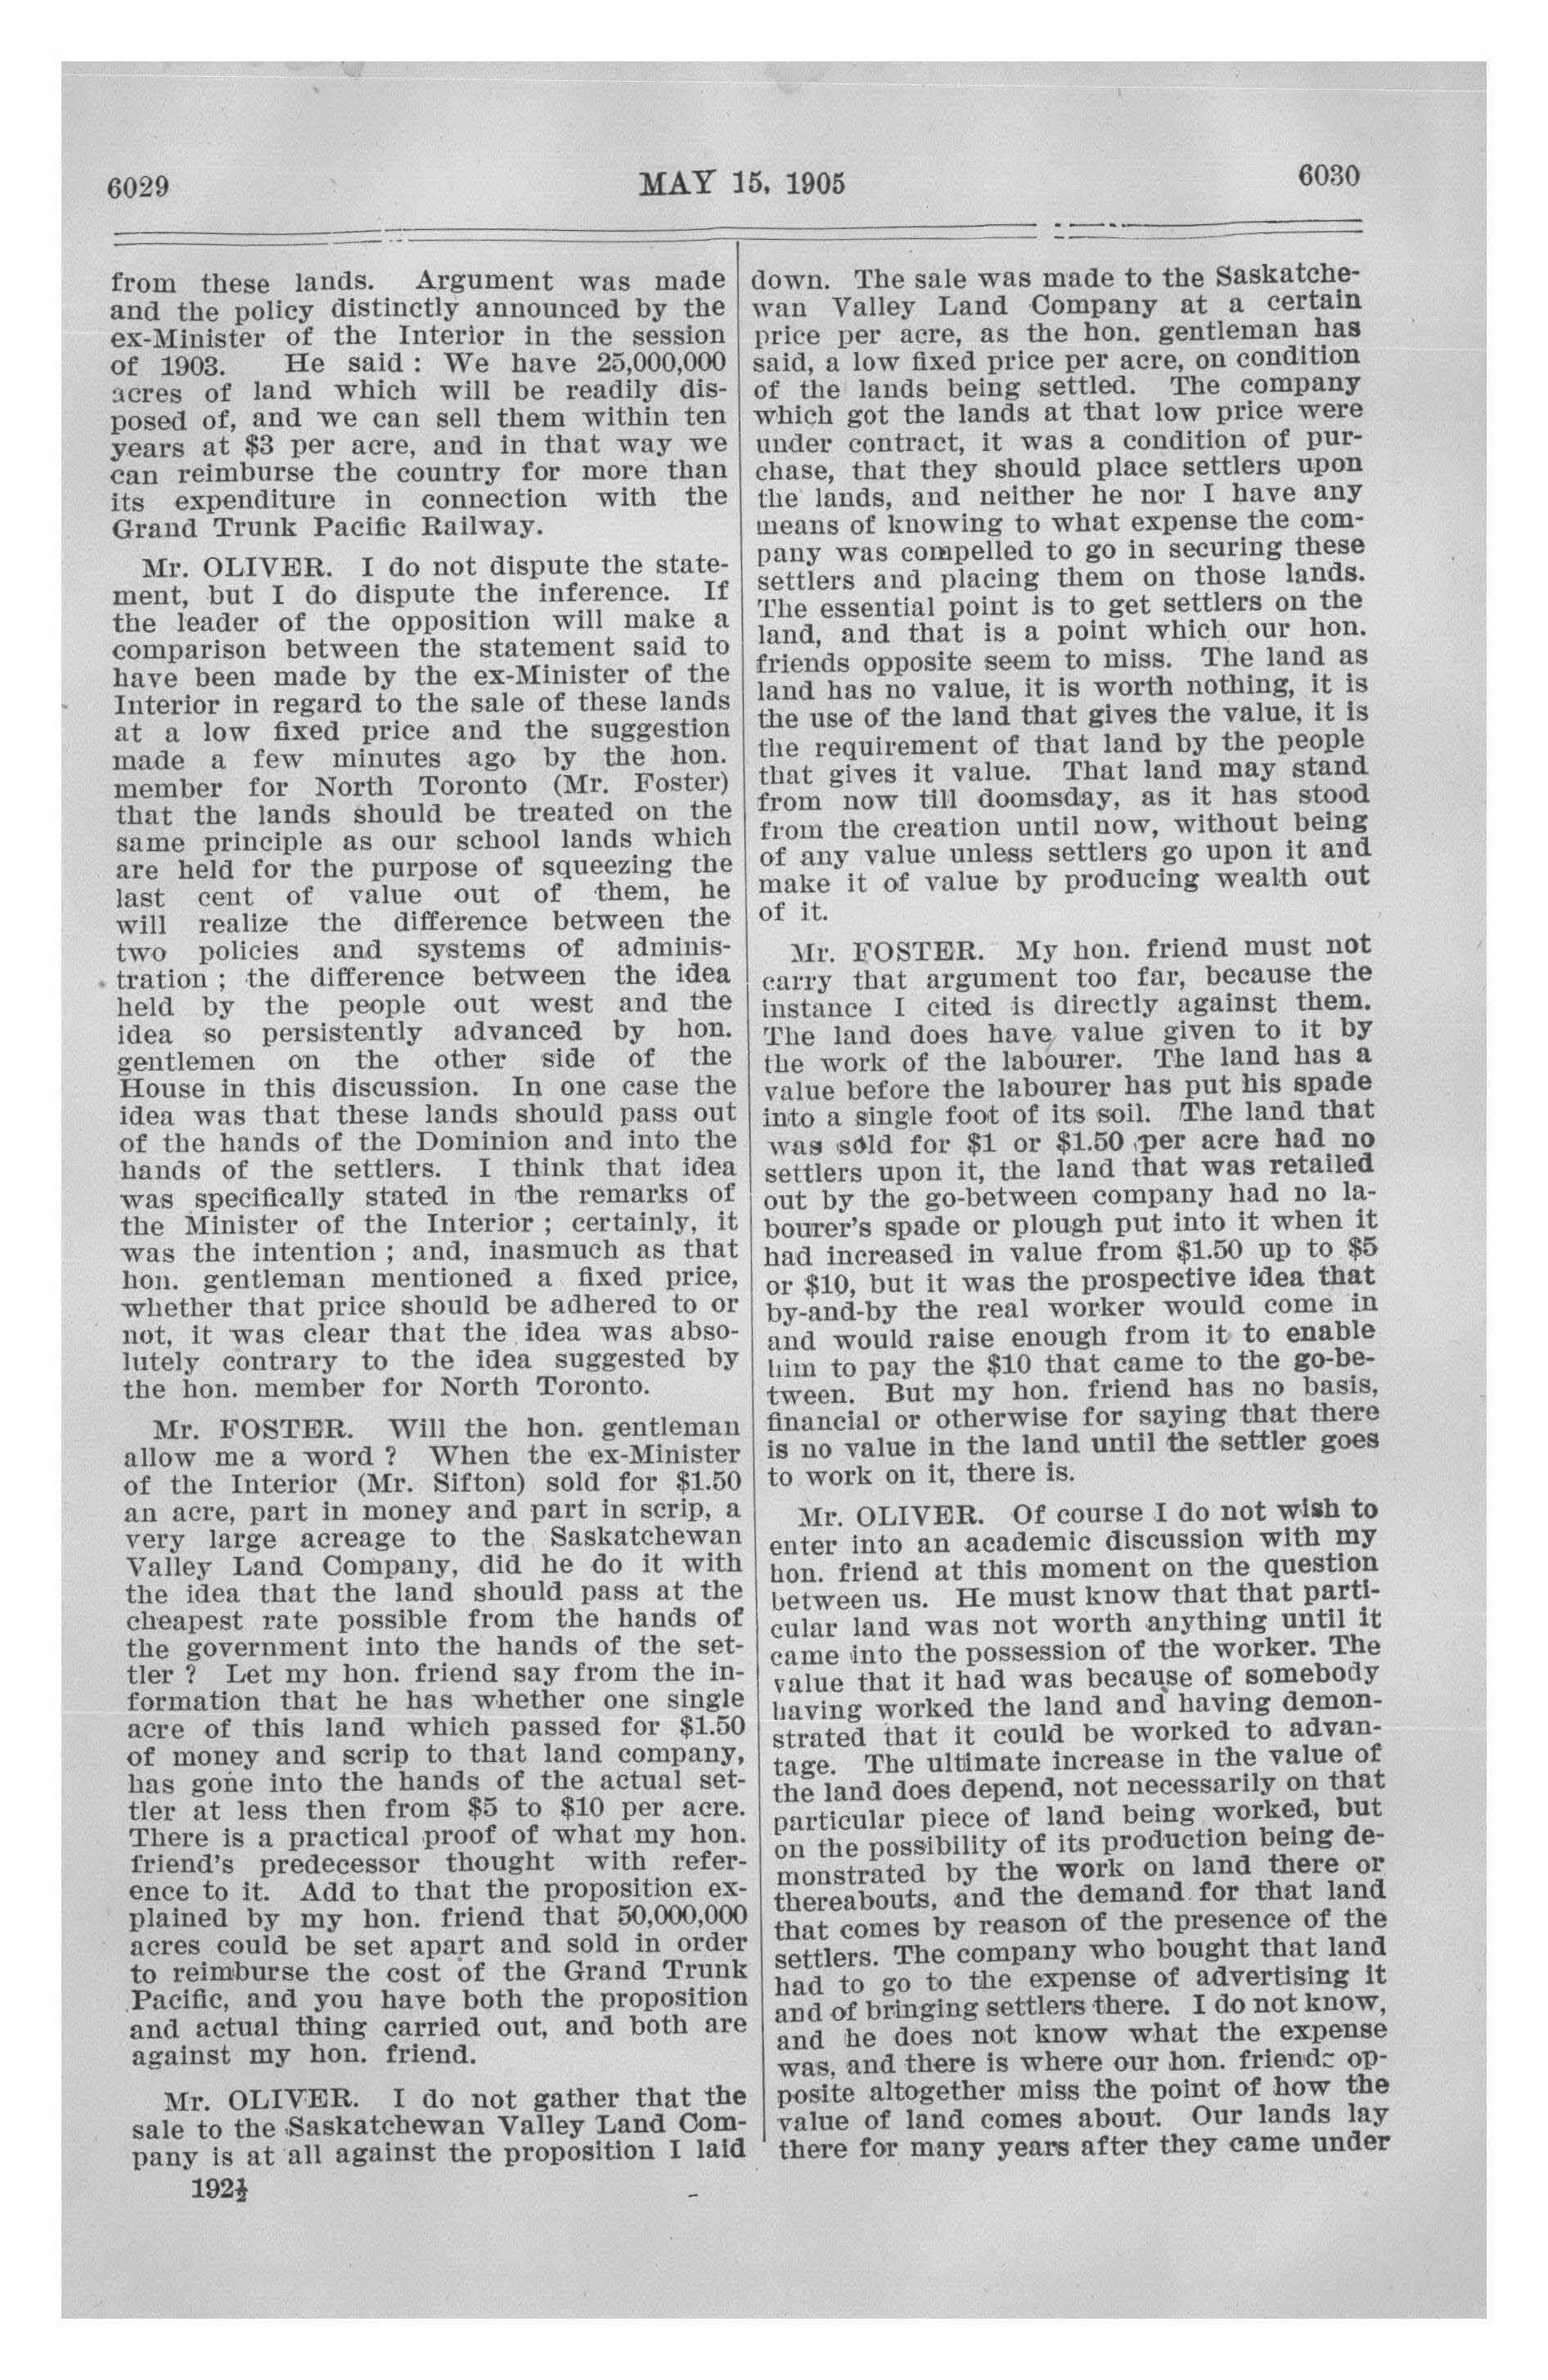 6029
MAY 15, 1905
6030
from these lands. Argument was made
and the policy distinctly announced by the
ex-Minister of the Interior in the session
of 1903. He said : We have 25,000,000
acres of land which will be readily dis-
posed of, and we can sell them within ten
years at $3 per acre, and in that way we
can reimburse the country for more than
its expenditure in connection with the
Grand Trunk Pacific Railway.
Mr. OLIVER. I do not dispute the state-
ment, but I do dispute the inference. If
the leader of the opposition will make a
comparison between the statement said to
have been made by the ex-Minister of the
Interior in regard to the sale of these lands
at a low fixed price and the suggestion
made a few minutes ago by the hon.
member for North Toronto (Mr. Foster)
that the lands should be treated on the
same principle as our school lands which
are held for the purpose of squeezing the
last cent of value out of them, he
will realize the difference between the
two policies and systems of adminis-
tration ; the difference between the idea
held by the people out west and the
idea so persistently advanced by hon.
gentlemen on the other side of the
House in this discussion. In one case the
idea was that these lands should pass out
of the hands of the Dominion and into the
hands of the settlers. I think that idea
was specifically stated in the remarks of
the Minister of the Interior ; certainly, it
was the intention ; and, inasmuch as that
hon. gentleman mentioned a fixed price,
whether that price should be adhered to or
not, it was clear that the idea was abso-
lutely contrary to the idea suggested by
the hon. member for North Toronto.
Mr. FOSTER. Will the hon. gentleman
allow me a word ? When the ex-Minister
of the Interior (Mr. Sifton) sold for $1.50
an acre, part in money and part in scrip, a
very large acreage to the Saskatchewan
Valley Land Company, did he do it with
the idea that the land should pass at the
cheapest rate possible from the hands of
the government into the hands of the set-
tler ? Let my hon. friend say from the in-
formation that he has whether one single
acre of this land which passed for $1.50
of money and scrip to that land company,
has gone into the hands of the actual set-
tler at less then from $5 to $10 per acre.
There is a practical proof of what my hon.
friend's predecessor thought with refer-
ence to it. Add to that the proposition ex-
plained by my hon. friend that 50,000,000
acres could be set apart and sold in order
to reimburse the cost of the Grand Trunk
Pacific, and you have both the proposition
and actual thing carried out, and both are
against my hon. friend.
Mr. OLIVER. I do not gather that the
sale to the Saskatchewan Valley Land Com-
pany is at all against the proposition I laid
192½
down. The sale was made to the Saskatche-
wan Valley Land Company at a certain
price per acre, as the hon. gentleman has
said, a low fixed price per acre, on condition
of the lands being settled. The company
which got the lands at that low price were
under contract, it was a condition of pur-
chase, that they should place settlers upon
the lands, and neither he nor I have any
means of knowing to what expense the com-
pany was compelled to go in securing these
settlers and placing them on those lands.
The essential point is to get settlers on the
land, and that is a point which our hon.
friends opposite seem to miss. The land as
land has no value, it is worth nothing, it is
the use of the land that gives the value, it is
the requirement of that land by the people
that gives it value. That land may stand
from now till doomsday, as it has stood
from the creation until now, without being
of any value unless settlers go upon it and
make it of value by producing wealth out
of it.
Mr. FOSTER. My hon. friend must not
carry that argument too far, because the
instance I cited is directly against them.
The land does have value given to it by
the work of the labourer. The land has a
value before the labourer has put his spade
into a single foot of its soil. The land that
was sold for $1 or $1.50 per acre had no
settlers upon it, the land that was retailed
out by the go-between company had no la-
bourer's spade or plough put into it when it
had increased in value from $1.50 up to $5
or $10, but it was the prospective idea that
by-and-by the real worker would come in
and would raise enough from it to enable
him to pay the $10 that came to the go-be-
tween. But my hon. friend has no basis,
financial or otherwise for saying that there
is no value in the land until the settler goes
to work on it, there is.
Mr. OLIVER. Of course I do not wish to
enter into an academic discussion with my
hon. friend at this moment on the question
between us. He must know that that parti-
cular land was not worth anything until it
came into the possession of the worker. The
value that it had was because of somebody
having worked the land and having demon-
strated that it could be worked to advan-
tage. The ultimate increase in the value of
the land does depend, not necessarily on that
particular piece of land being worked, but
on the possibility of its production being de-
monstrated by the work on land there or
thereabouts, and the demand for that land
that comes by reason of the presence of the
settlers. The company who bought that land
had to go to the expense of advertising it
and of bringing settlers there. I do not know,
and he does not know what the expense
was, and there is where our hon. friends op-
posite altogether miss the point of how the
value of land comes about. Our lands lay
there for many years after they came under